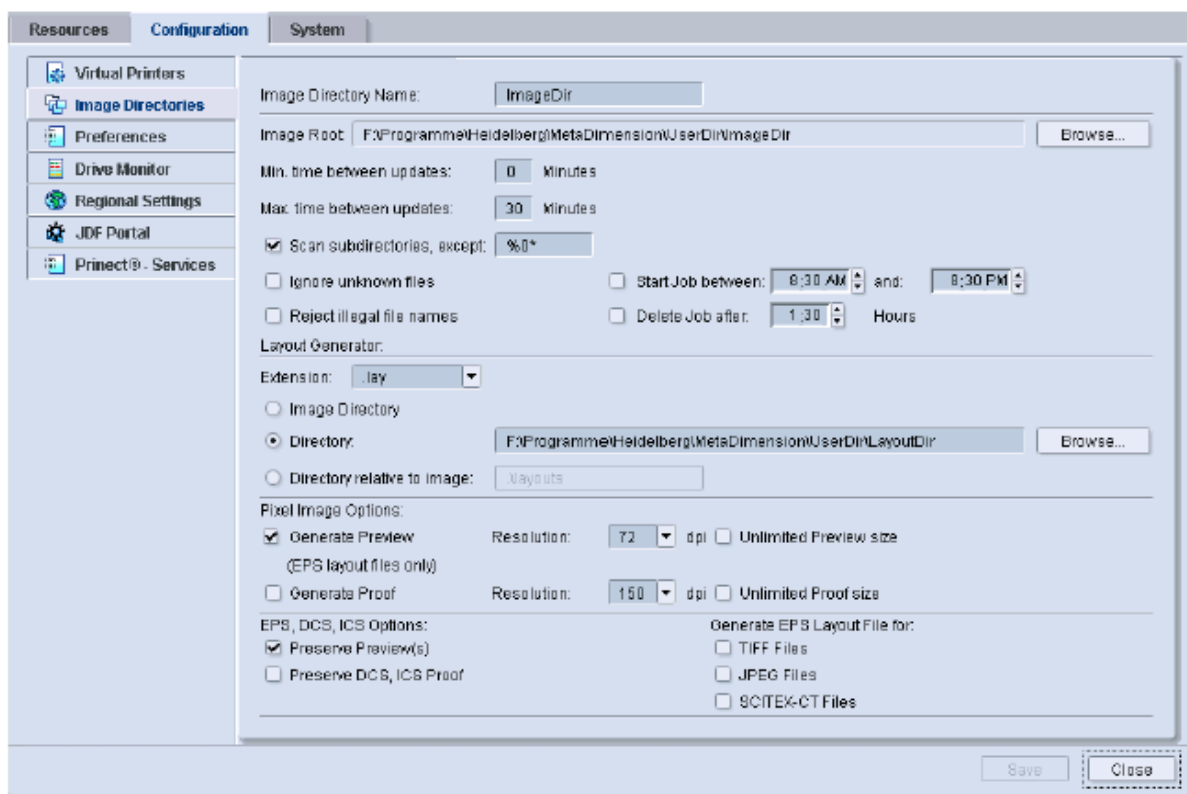 Resources Configuration System
Virtual Printers
Image Directories
Preferences
Drive Monitor
Regional Settings
JDF Portal
Prinect® - Services
Image Directory Name: ImageDir
Image Root: F:\Programme\Heidelberg\MetaDimension\UserDir\ImageDir Browse...
Min. time between updates: 0 Minutes
Max. time between updates: 30 Minutes
Scan subdirectories, except: %0*
Ignore unknown files Start Job between: 8:30 AM and: 8:30 PM
Reject illegal file names Delete Job after: 1:30 Hours
Layout Generator:
Extension: .lay
Image Directory
Directory: F:\Programme\Heidelberg\MetaDimension\UserDir\LayoutDir Browse...
Directory relative to image: .\layouts
Pixel Image Options:
Generate Preview Resolution: 72 dpi Unlimited Preview size
(EPS layout files only)
Generate Proof Resolution: 150 dpi Unlimited Proof size
EPS, DCS, ICS Options: Generate EPS Layout File for:
Preserve Preview(s) TIFF Files
Preserve DCS, ICS Proof JPEG Files
SCITEX-CT Files
Save Close